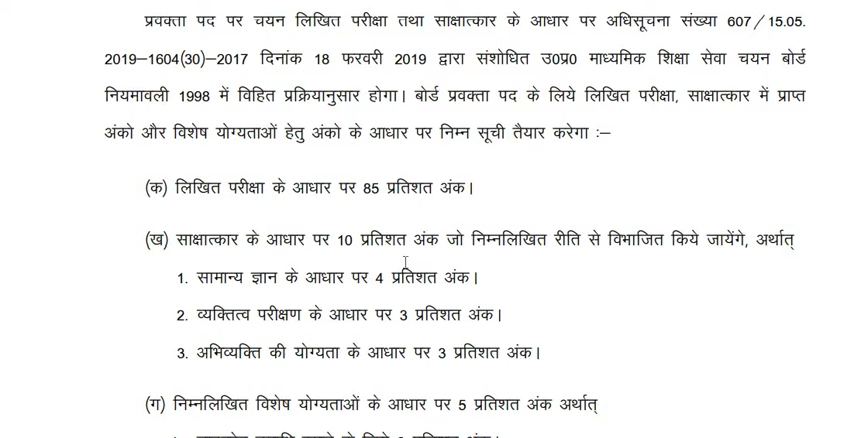 प्रवक्ता पद पर चयन लिखित परीक्षा तथा साक्षात्कार के आधार पर अधिसूचना संख्या 607/15.05.
2019–1604(30)–2017 दिनांक 18 फरवरी 2019 द्वारा संशोधित उ0प्र0 माध्यमिक शिक्षा सेवा चयन बोर्ड
नियमावली 1998 में विहित प्रक्रियानुसार होगा। बोर्ड प्रवक्ता पद के लिये लिखित परीक्षा, साक्षात्कार में प्राप्त
अंको और विशेष योग्यताओं हेतु अंको के आधार पर निम्न सूची तैयार करेगा :–
(क) लिखित परीक्षा के आधार पर 85 प्रतिशत अंक।
(ख) साक्षात्कार के आधार पर 10 प्रतिशत अंक जो निम्नलिखित रीति से विभाजित किये जायेंगे, अर्थात्
1. सामान्य ज्ञान के आधार पर 4 प्रतिशत अंक।
2. व्यक्तित्व परीक्षण के आधार पर 3 प्रतिशत अंक।
3. अभिव्यक्ति की योग्यता के आधार पर 3 प्रतिशत अंक।
(ग) निम्नलिखित विशेष योग्यताओं के आधार पर 5 प्रतिशत अंक अर्थात्